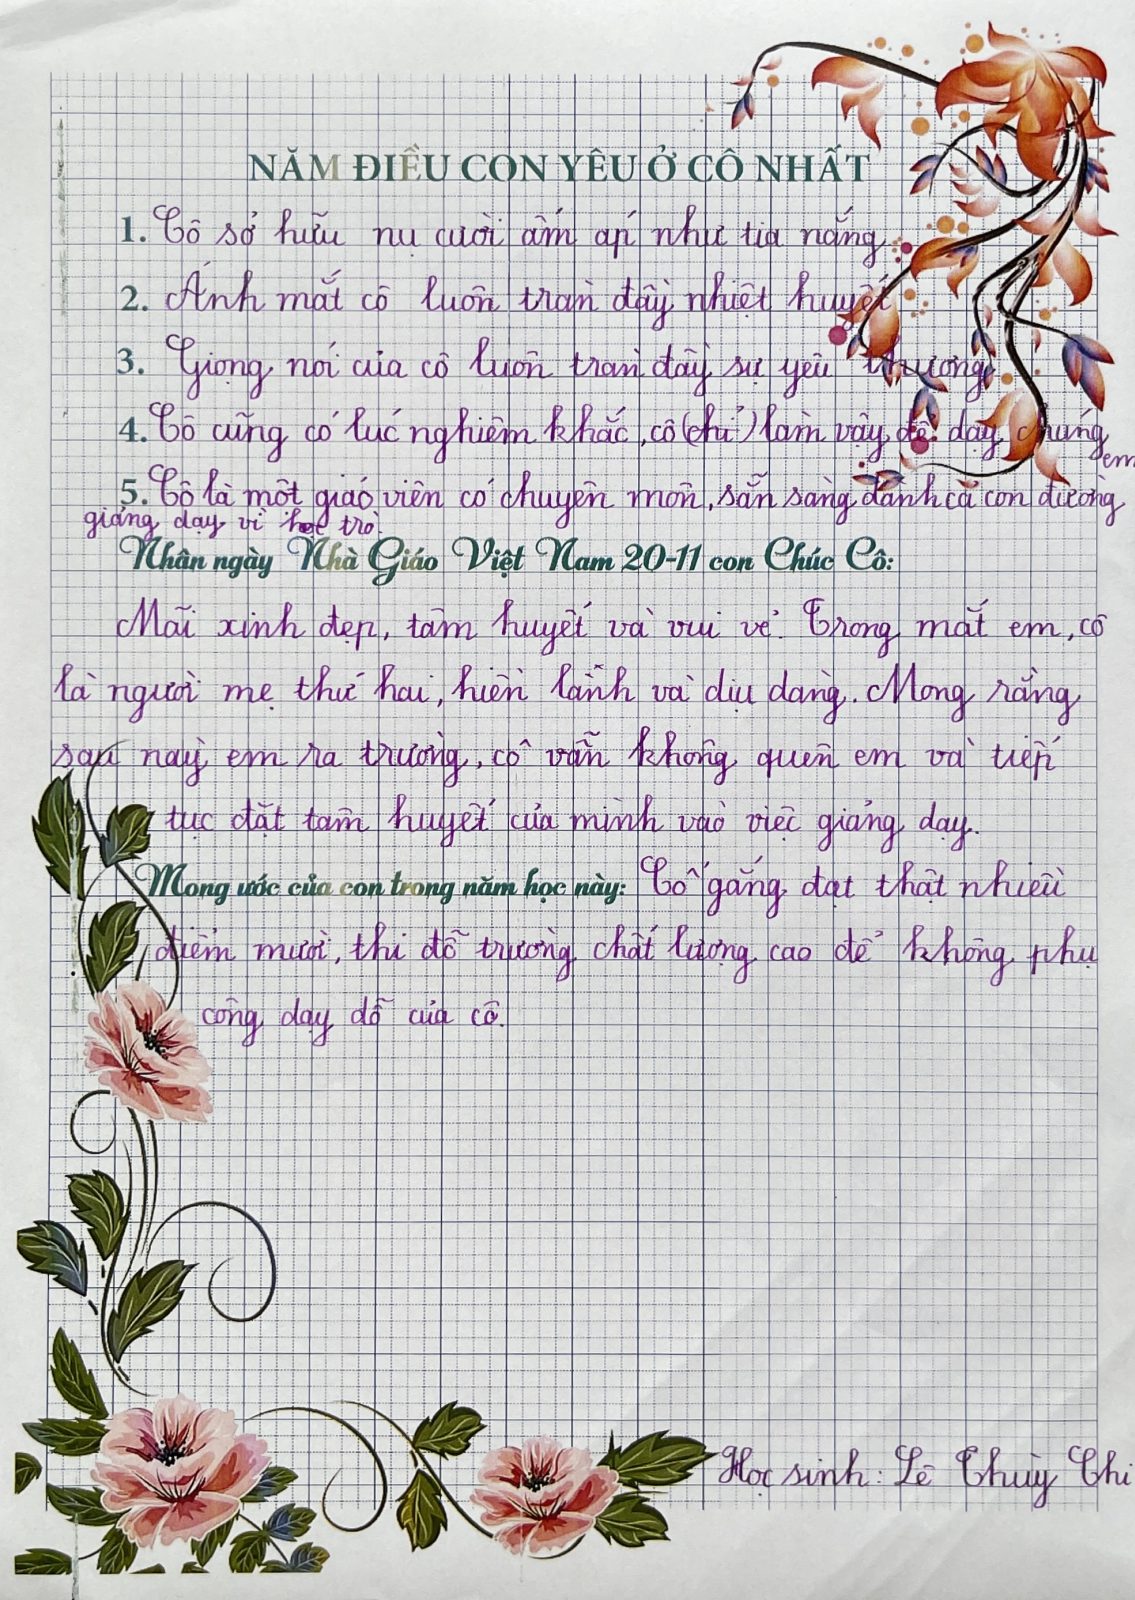 NĂM ĐIỀU CON YÊU Ở CÔ NHẤT
1. Cô sở hữu nụ cười ấm áp như tia nắng
2. Ánh mắt cô luôn tràn đầy nhiệt huyết
3. Giọng nói của cô luôn tràn đầy sự yêu thương
4. Cô cũng có lúc nghiêm khắc, cô (chỉ) làm vậy để dạy chúng em
5. Cô là một giáo viên có chuyên môn, sẵn sàng dành cả con đường
giảng dạy vì học trò.
Nhân ngày Nhà Giáo Việt Nam 20-11 con Chúc Cô:
Mãi xinh đẹp, tâm huyết và vui vẻ. Trong mắt em, cô
là người mẹ thứ hai, hiền lành và dịu dàng. Mong rằng
sau này em ra trường, cô vẫn không quên em và tiếp
tục đặt tâm huyết của mình vào việc giảng dạy.
Mong ước của con trong năm học này: Cố gắng đạt thật nhiều
điểm mười, thi đỗ trường chất lượng cao để không phụ
công dạy dỗ của cô.
Học sinh: Lê Thùy Chi